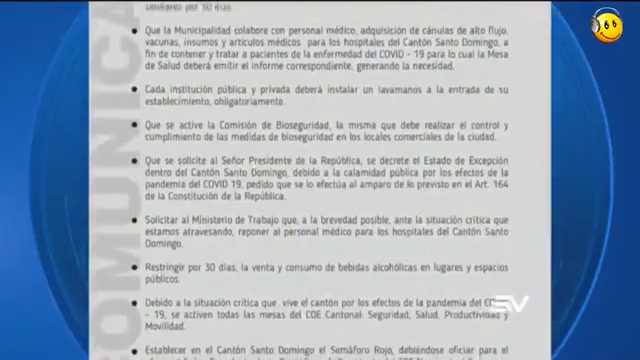 COMUNICA
sanitario por 30 días
• Que la Municipalidad colabore con personal médico, adquisición de cánulas de alto flujo,
vacunas, insumos y artículos médicos para los hospitales del Cantón Santo Domingo, a
fin de contener y tratar a pacientes de la enfermedad del COVID - 19 para lo cual la Mesa
de Salud deberá emitir el informe correspondiente, generando la necesidad.
• Cada institución pública y privada deberá instalar un lavamanos a la entrada de su
establecimiento, obligatoriamente.
• Que se active la Comisión de Bioseguridad, la misma que debe realizar el control y
cumplimiento de las medidas de bioseguridad en los locales comerciales de la ciudad.
• Que se solicite al Señor Presidente de la República, se decrete el Estado de Excepción
dentro del Cantón Santo Domingo, debido a la calamidad pública por los efectos de la
pandemia del COVID 19, pedido que se lo efectúa al amparo de lo previsto en el Art. 164
de la Constitución de la República.
• Solicitar al Ministerio de Trabajo que, a la brevedad posible, ante la situación crítica que
estamos atravesando, reponer al personal médico para los hospitales del Cantón Santo
Domingo.
• Restringir por 30 días, la venta y consumo de bebidas alcohólicas en lugares y espacios
públicos.
• Debido a la situación crítica que vive el cantón por los efectos de la pandemia del
- 19, se activen todas las mesas del COE Cantonal: Seguridad, Salud, Productividad y
Movilidad.
• Establecer en el Cantón Santo Domingo el Semáforo Rojo, debiéndose oficiar para el
EV